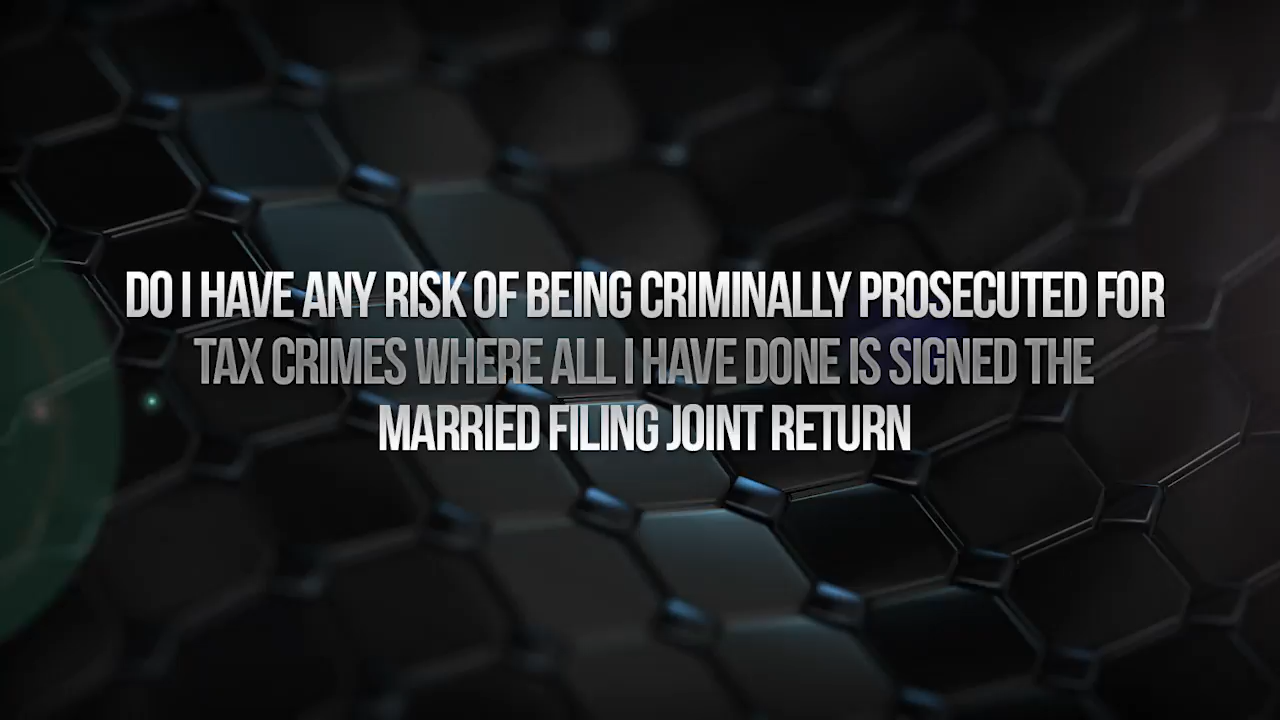 DO I HAVE ANY RISK OF BEING CRIMINALLY PROSECUTED FOR
TAX CRIMES WHERE ALL I HAVE DONE IS SIGNED THE
MARRIED FILING JOINT RETURN